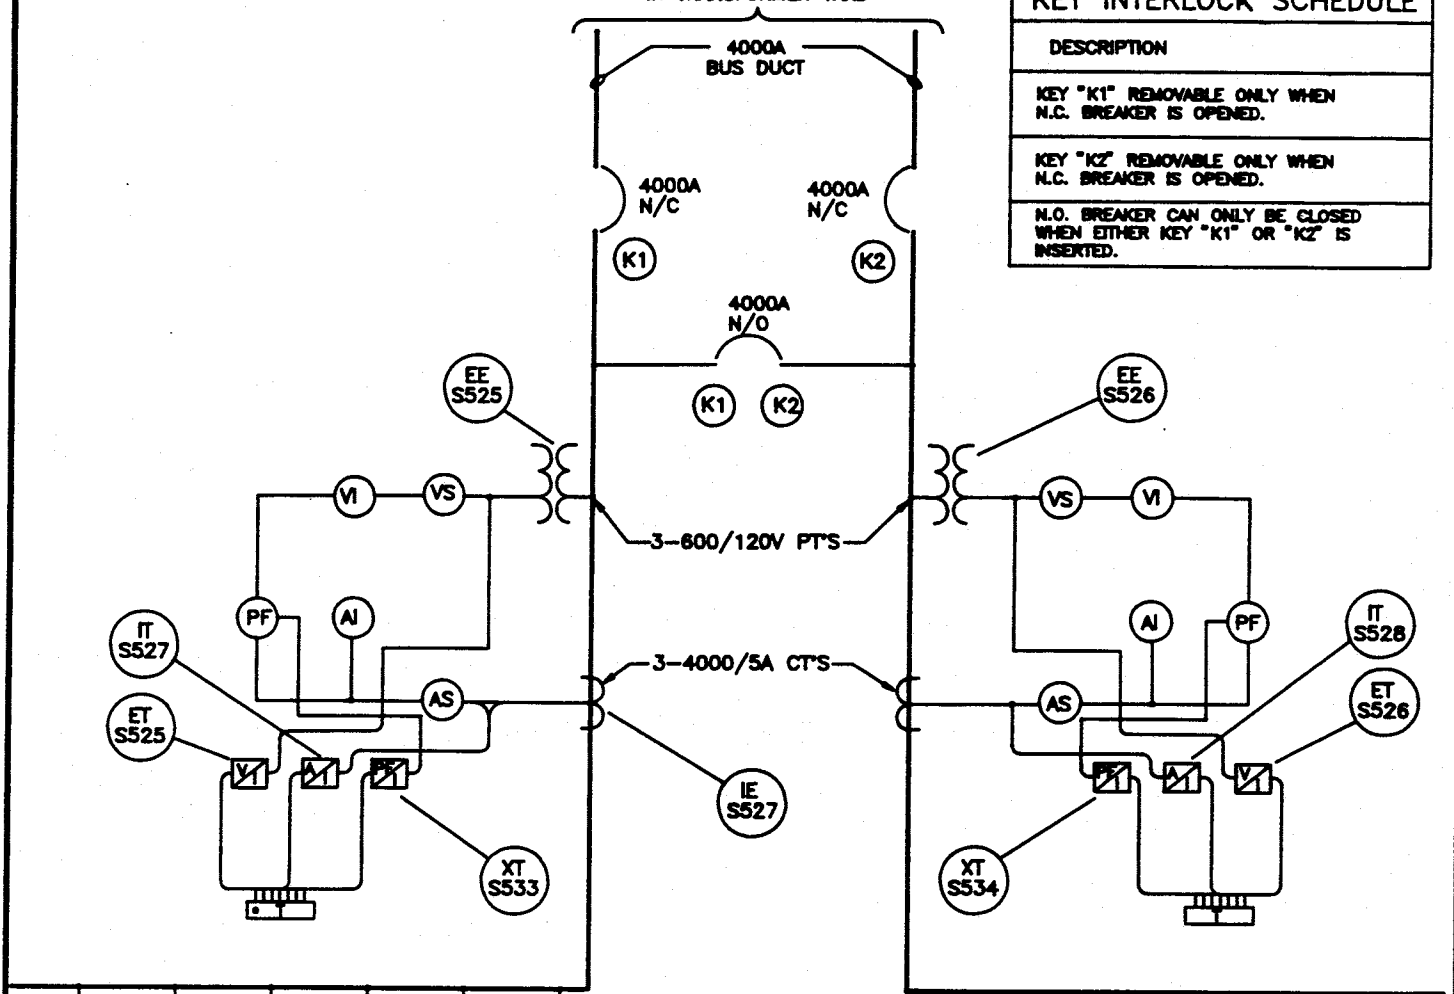 KEY INTERLOCK SCHEDULE
DESCRIPTION
KEY "K1" REMOVABLE ONLY WHEN
N.C. BREAKER IS OPENED.
KEY "K2" REMOVABLE ONLY WHEN
N.C. BREAKER IS OPENED.
N.O. BREAKER CAN ONLY BE CLOSED
WHEN EITHER KEY "K1" OR "K2" IS
INSERTED.
4000A
BUS DUCT
4000A
N/C
4000A
N/C
K1
K2
4000A
N/O
K1
K2
EE
S525
EE
S526
VI
VS
VS
VI
3-600/120V PT'S
PF
AI
AI
PF
IT
S527
IT
S528
3-4000/5A CT'S
AS
AS
ET
S525
ET
S526
V
I
A
I
PF
I
PF
I
A
I
V
I
IE
S527
XT
S533
XT
S534